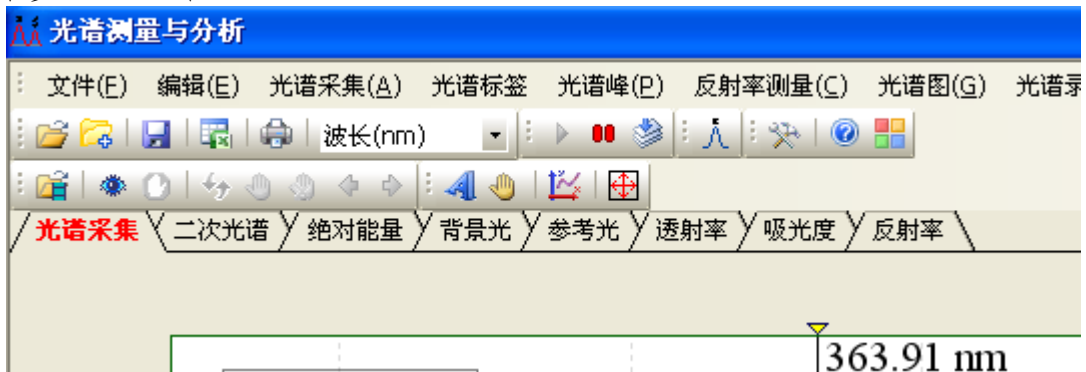 光谱测量与分析
文件(F) 编辑(E) 光谱采集(A) 光谱标签 光谱峰(P) 反射率测量(C) 光谱图(G) 光谱录
波长(nm)
光谱采集 二次光谱 绝对能量 背景光 参考光 透射率 吸光度 反射率
363.91 nm